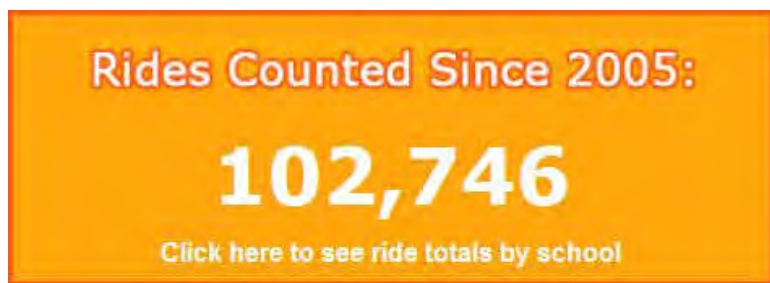 Rides Counted Since 2005:
102,746
Click here to see ride totals by school